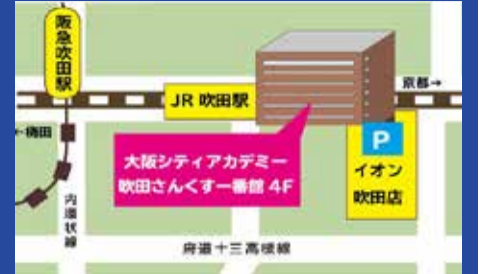 阪急吹田駅
JR 吹田駅
京都→
←梅田
P
イオン
吹田店
大阪シティアカデミー
吹田さんくす一番館 4F
内環状線
府道十三高槻線